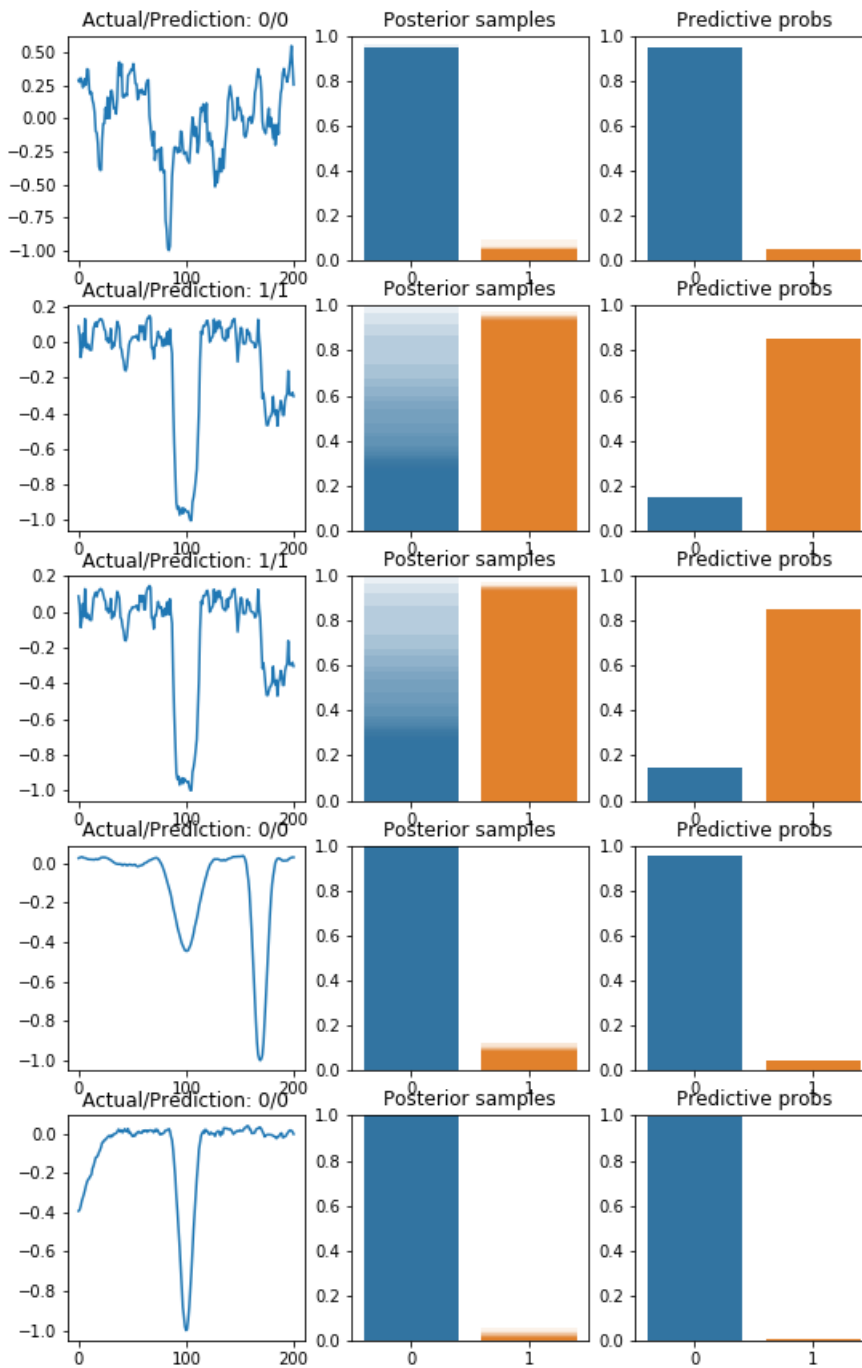 Actual/Prediction: 0/0 Posterior samples Predictive probs
0.50 1.0 1.0
0.25 0.8 0.8
0.00 0.6 0.6
−0.25
−0.50 0.4 0.4
−0.75 0.2 0.2
−1.00 0.0 0.0
0 100 200 0 1 0 1
Actual/Prediction: 1/1 Posterior samples Predictive probs
0.2 1.0 1.0
0.0 0.8 0.8
−0.2
−0.4 0.6 0.6
−0.6 0.4 0.4
−0.8 0.2 0.2
−1.0 0.0 0.0
0 100 200 0 1 0 1
Actual/Prediction: 1/1 Posterior samples Predictive probs
0.2 1.0 1.0
0.0 0.8 0.8
−0.2
−0.4 0.6 0.6
−0.6 0.4 0.4
−0.8 0.2 0.2
−1.0 0.0 0.0
0 100 200 0 1 0 1
Actual/Prediction: 0/0 Posterior samples Predictive probs
0.0 1.0 1.0
−0.2 0.8 0.8
−0.4 0.6 0.6
−0.6 0.4 0.4
−0.8 0.2 0.2
−1.0 0.0 0.0
0 100 200 0 1 0 1
Actual/Prediction: 0/0 Posterior samples Predictive probs
0.0 1.0 1.0
−0.2 0.8 0.8
−0.4 0.6 0.6
−0.6 0.4 0.4
−0.8 0.2 0.2
−1.0 0.0 0.0
0 100 200 0 1 0 1